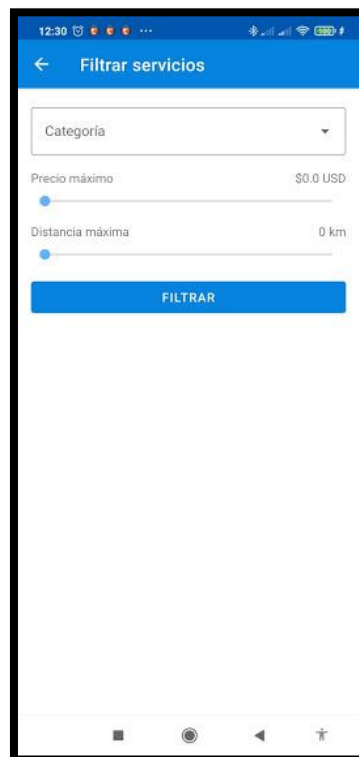 12:30
Filtrar servicios
Categoría
Precio máximo $0.0 USD
Distancia máxima 0 km
FILTRAR